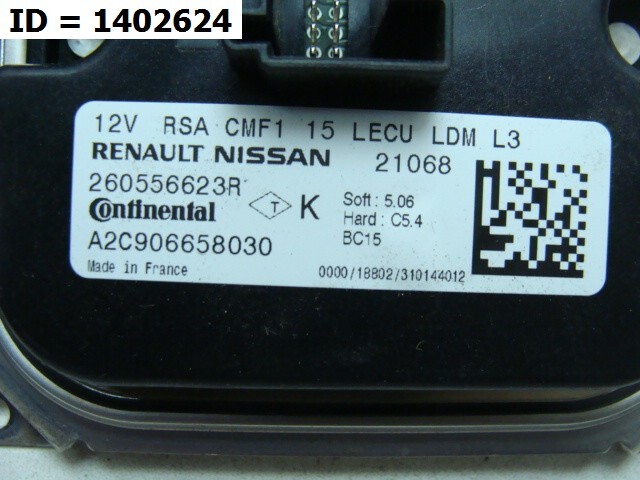 ID = 1402624
12V RSA CMF1 15 LECU LDM L3
RENAULT NISSAN 21068
260556623R
Continental T K
Soft : 5.06
Hard : C5.4
BC15
A2C906658030
Made in France 0000/18802/310144012